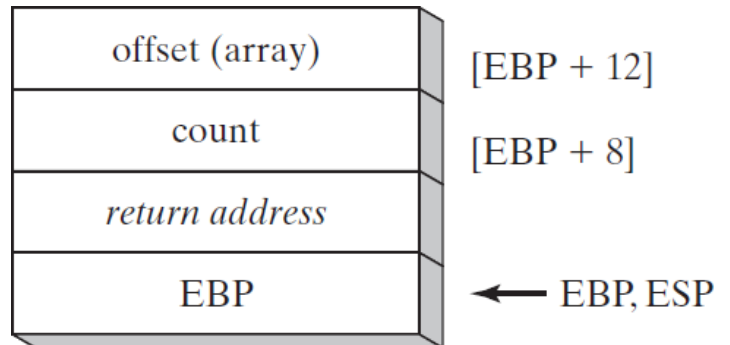 offset (array)
[EBP + 12]
count
[EBP + 8]
return address
EBP
EBP, ESP